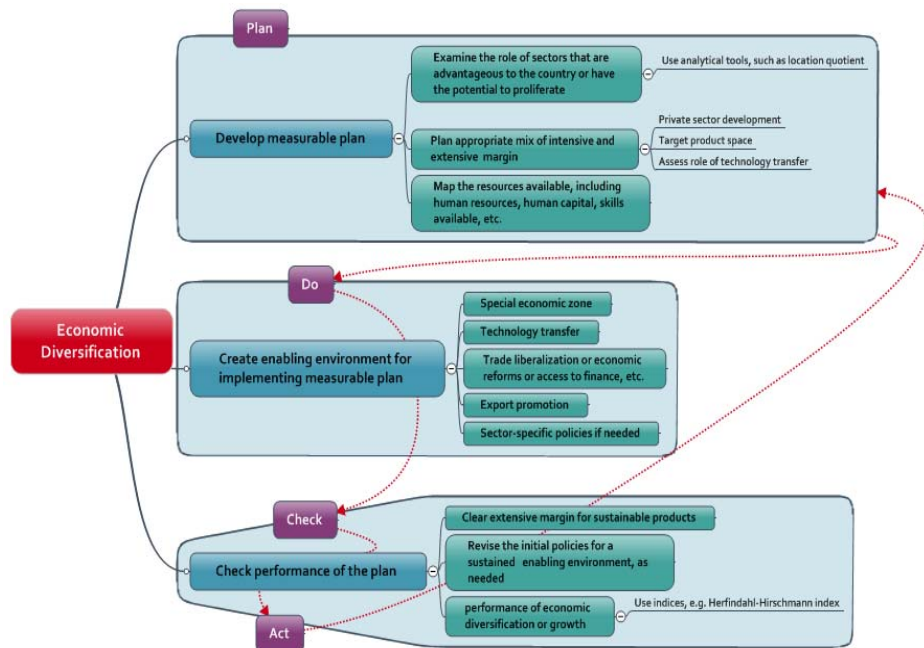 Plan
Examine the role of sectors that are
advantageous to the country or have
the potential to proliferate
Use analytical tools, such as location quotient
Develop measurable plan
Plan appropriate mix of intensive and
extensive margin
Private sector development
Target product space
Assess role of technology transfer
Map the resources available, including
human resources, human capital, skills
available, etc.
Do
Economic
Diversification
Create enabling environment for
implementing measurable plan
Special economic zone
Technology transfer
Trade liberalization or economic
reforms or access to finance, etc.
Export promotion
Sector-specific policies if needed
Check
Check performance of the plan
Clear extensive margin for sustainable products
Revise the initial policies for a
sustained enabling environment, as
needed
performance of economic
diversification or growth
Use indices, e.g. Herfindahl-Hirschmann index
Act